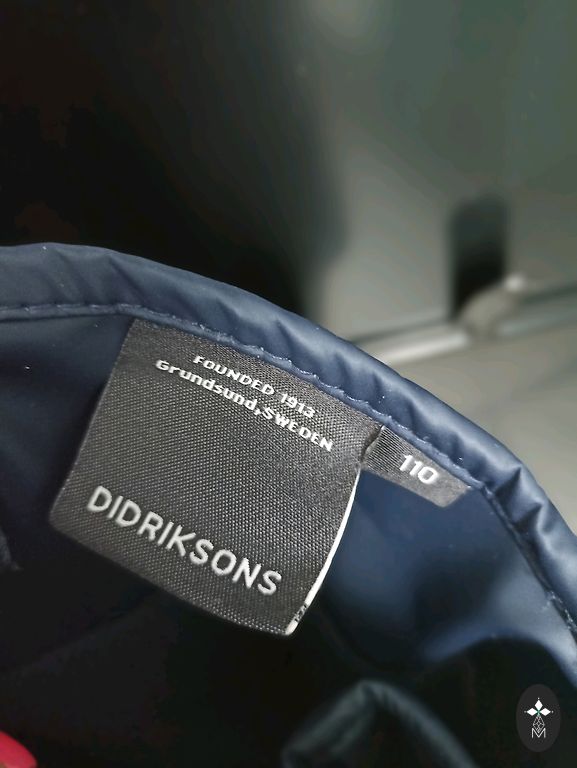 FOUNDED 1913
Grundsund, SWEDEN
110
DIDRIKSONS
M